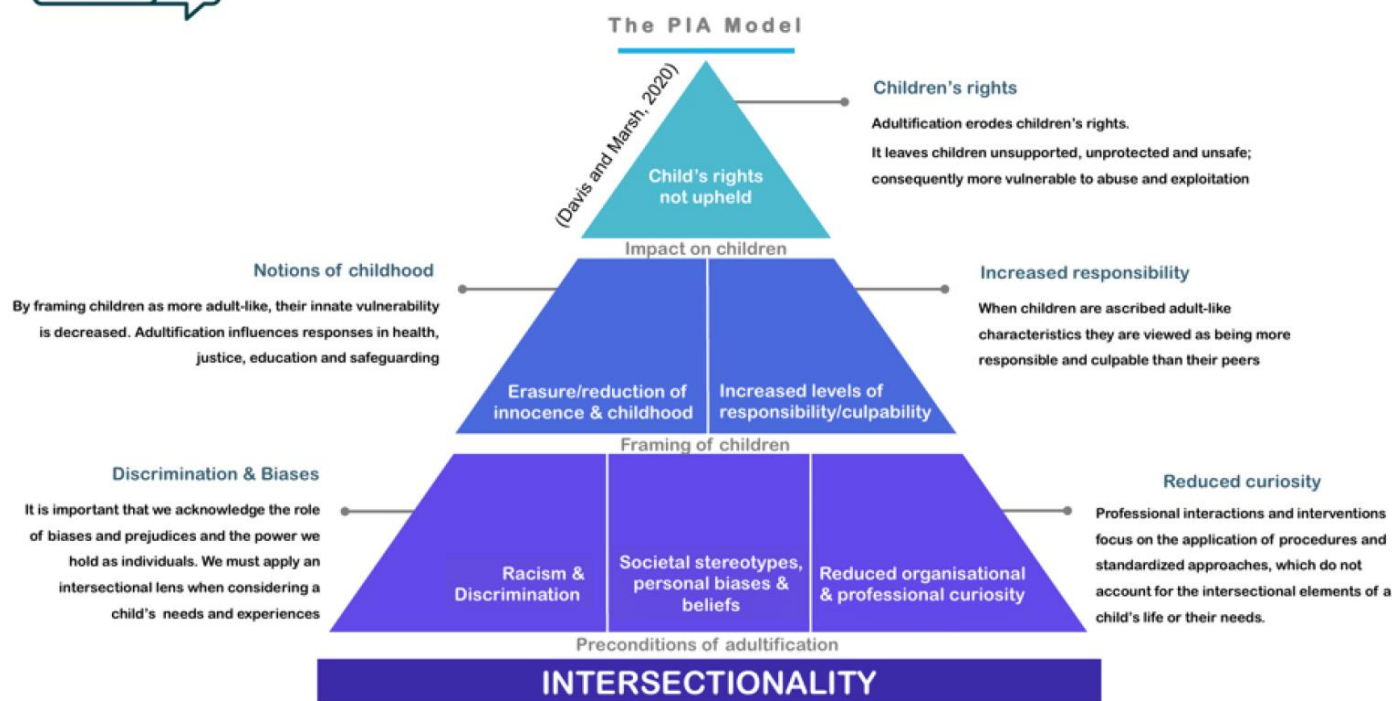 The PIA Model
(Davis and Marsh, 2020)
Children's rights
Adultification erodes children's rights.
It leaves children unsupported, unprotected and unsafe;
consequently more vulnerable to abuse and exploitation
Child's rights
not upheld
Impact on children
Notions of childhood
By framing children as more adult-like, their innate vulnerability
is decreased. Adultification influences responses in health,
justice, education and safeguarding
Increased responsibility
When children are ascribed adult-like
characteristics they are viewed as being more
responsible and culpable than their peers
Erasure/reduction of
innocence & childhood
Increased levels of
responsibility/culpability
Framing of children
Discrimination & Biases
It is important that we acknowledge the role
of biases and prejudices and the power we
hold as individuals. We must apply an
intersectional lens when considering a
child's needs and experiences
Reduced curiosity
Professional interactions and interventions
focus on the application of procedures and
standardized approaches, which do not
account for the intersectional elements of a
child's life or their needs.
Racism &
Discrimination
Societal stereotypes,
personal biases &
beliefs
Reduced organisational
& professional curiosity
Preconditions of adultification
INTERSECTIONALITY